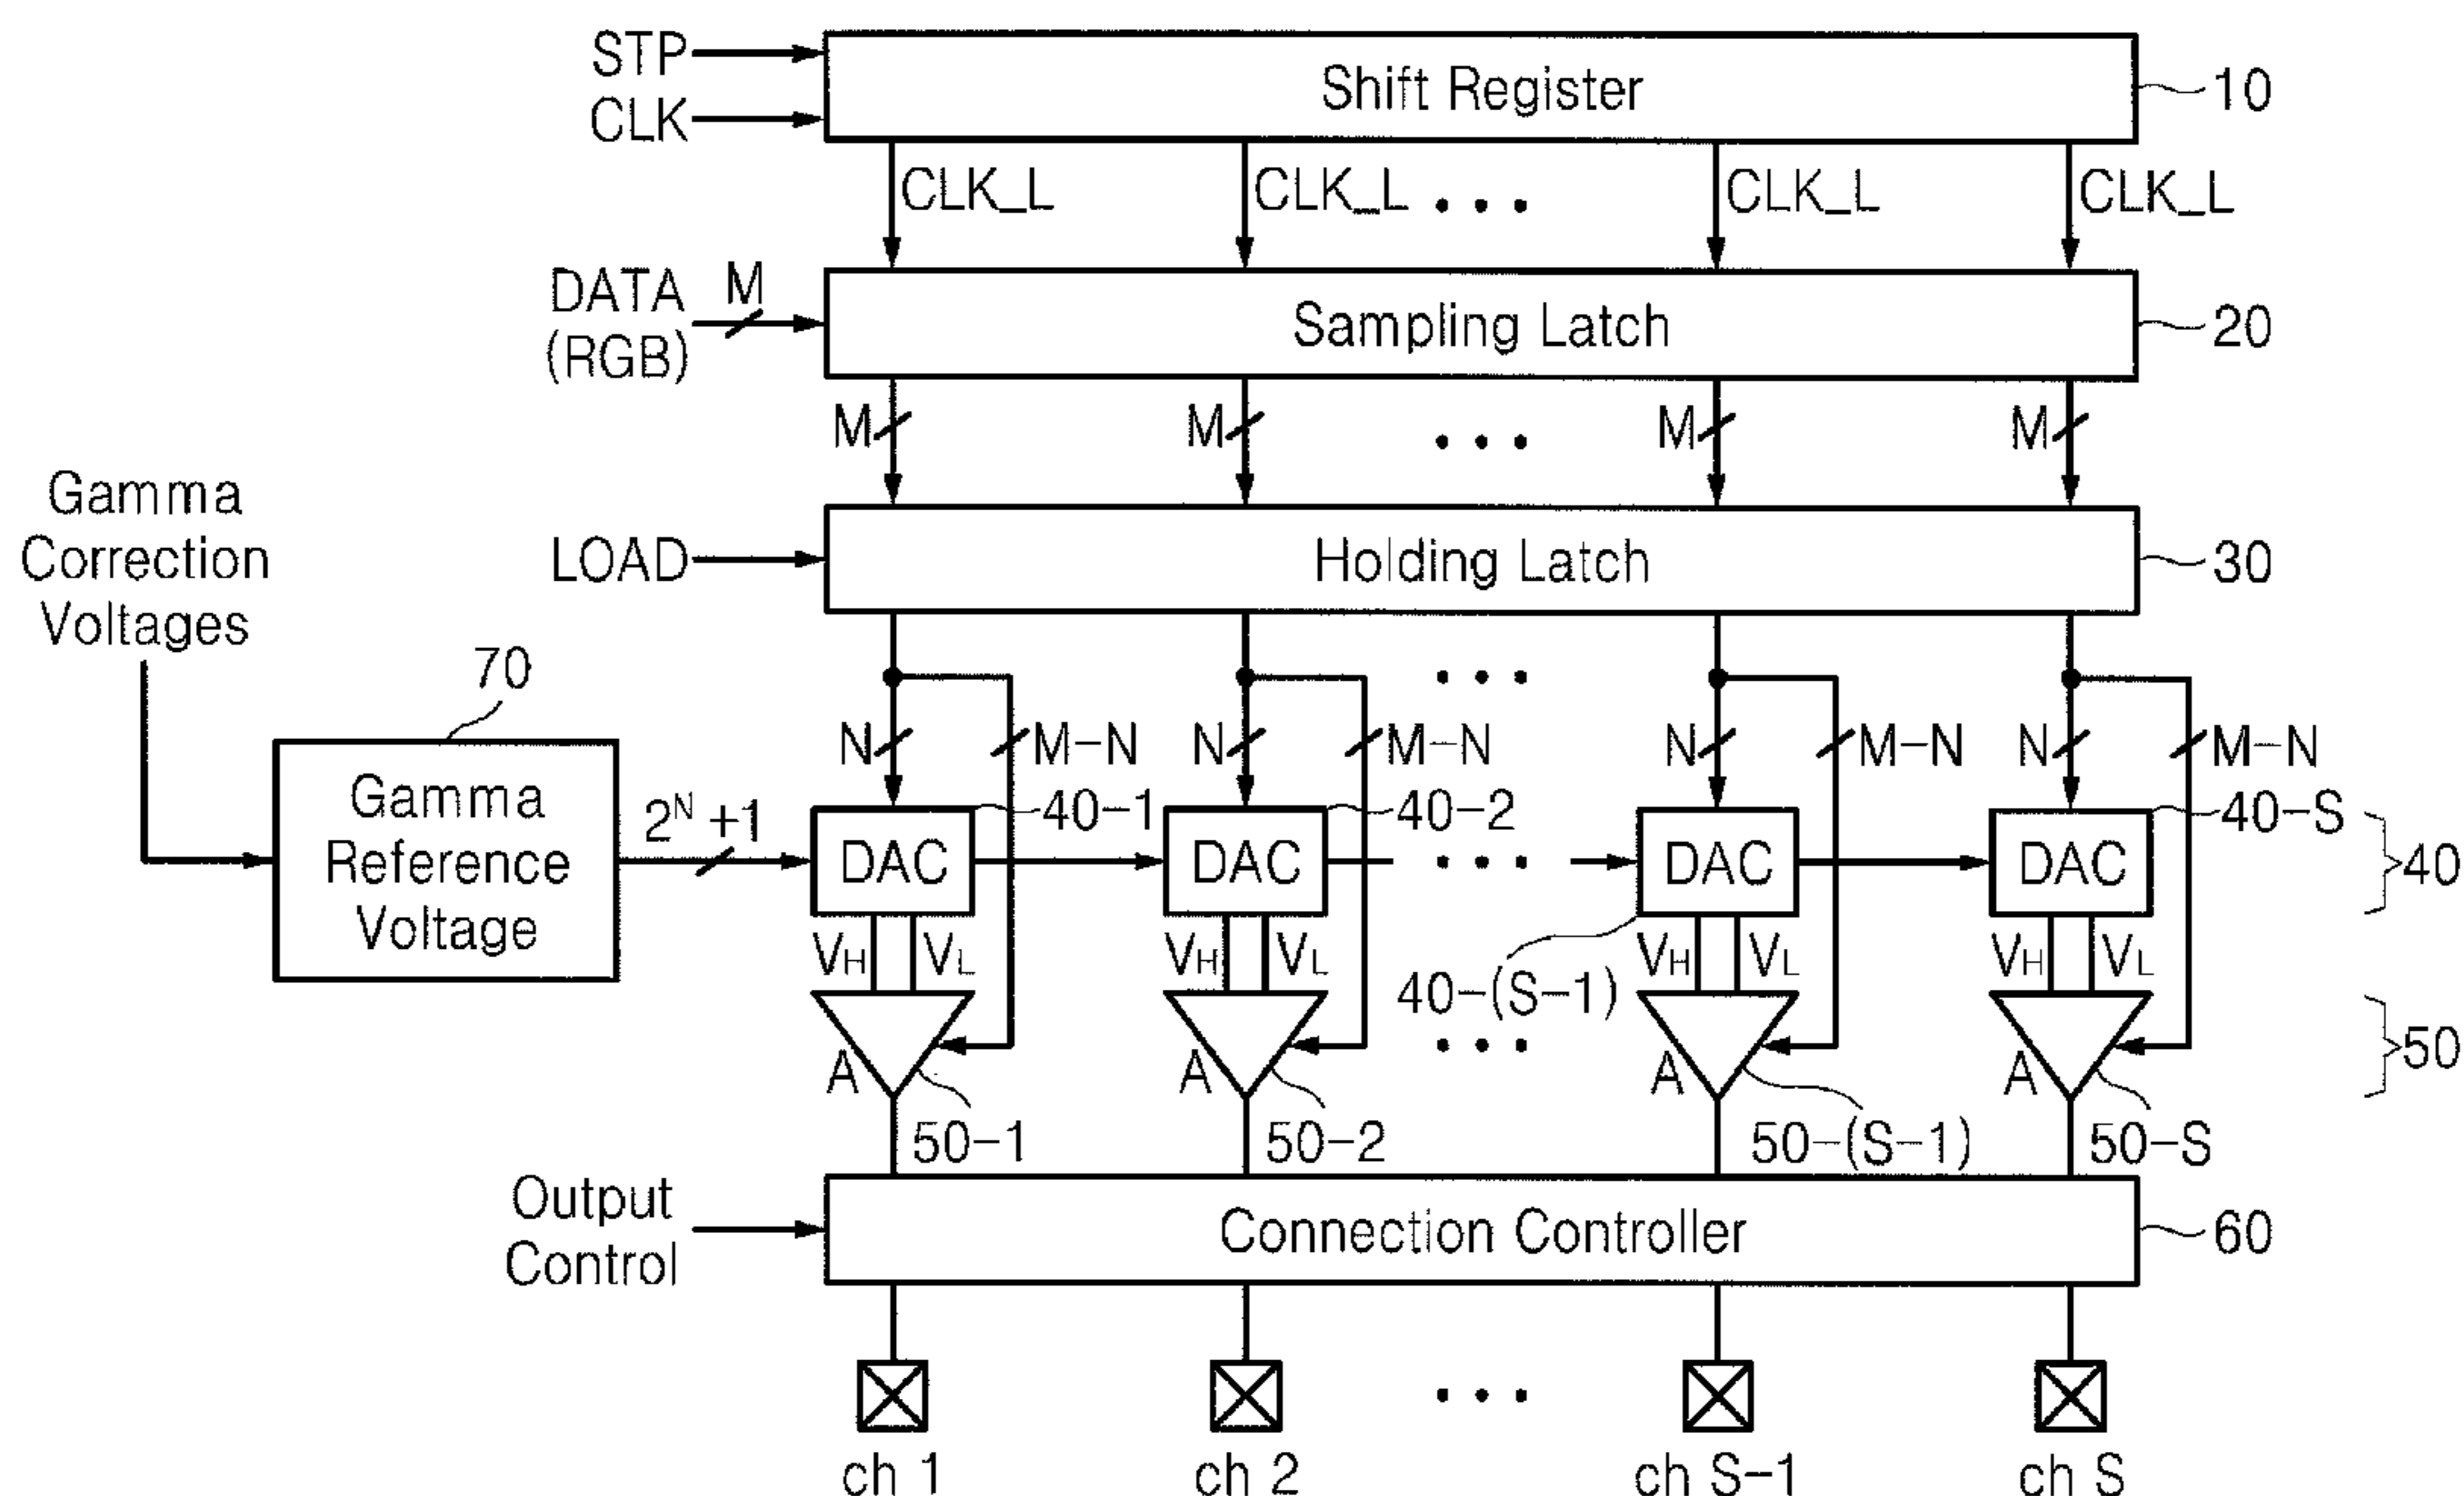 STP
CLK
Shift Register
10
CLK_L CLK_L • • • CLK_L CLK_L
DATA
(RGB)
M
Sampling Latch
20
M M • • • M M
Gamma
Correction
Voltages
LOAD
Holding Latch
30
• • •
70
N M-N N M-N N M-N N M-N
Gamma
Reference
Voltage
2^N +1
40-1 40-2 40-S
DAC DAC • • • DAC DAC
40
VH VL VH VL VH VL VH VL
40-(S-1)
A A • • • A A
50
50-1 50-2 50-(S-1) 50-S
Output
Control
Connection Controller
60
• • •
ch 1 ch 2 ch S-1 ch S